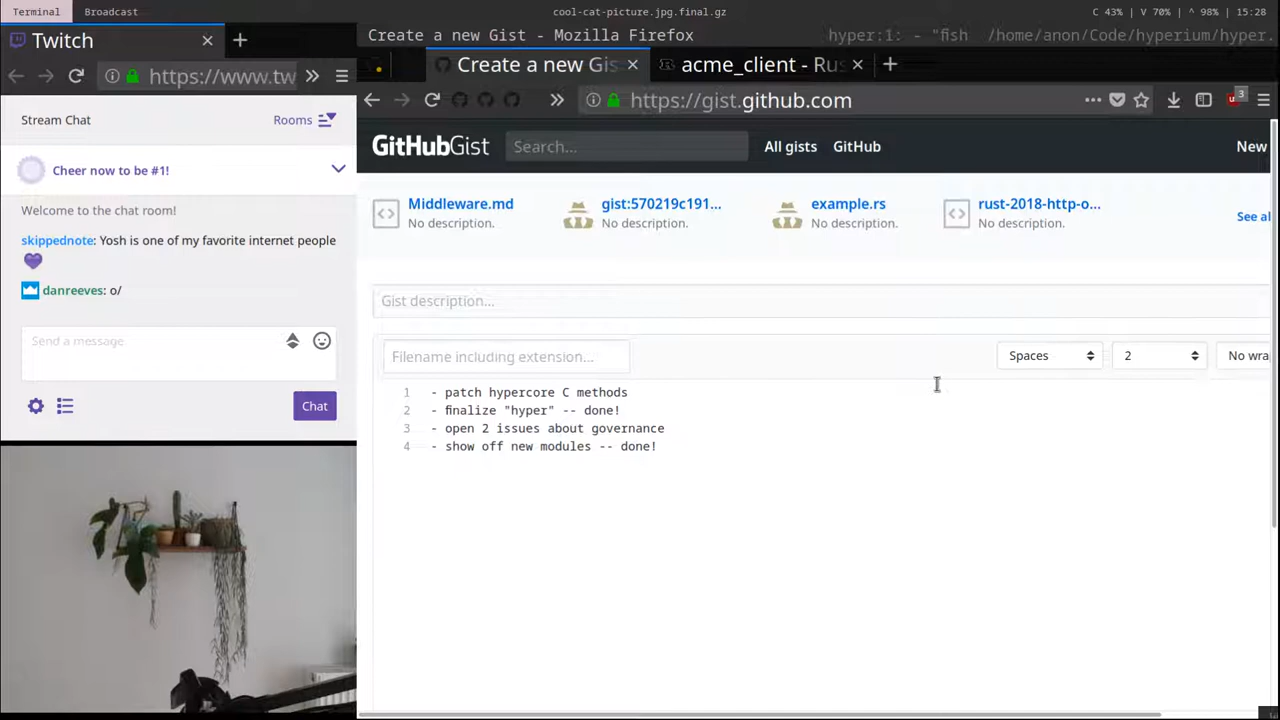 Terminal Broadcast cool-cat-picture.jpg.final.gz C 43% | V 70% | ^ 98% | 15:28
Twitch
https://www.tw
Stream Chat Rooms
Cheer now to be #1!
Welcome to the chat room!
skippednote: Yosh is one of my favorite internet people
danreeves: o/
Send a message
Chat
Create a new Gist - Mozilla Firefox hyper:1: - "fish /home/anon/Code/hyperium/hyper.
Create a new Gis acme_client - Rus
https://gist.github.com 3
GitHub Gist Search... All gists GitHub New
Middleware.md gist:570219c191... example.rs rust-2018-http-o...
No description. No description. No description. No description.
See al
Gist description...
Filename including extension... Spaces 2 No wra
1 - patch hypercore C methods
2 - finalize "hyper" -- done!
3 - open 2 issues about governance
4 - show off new modules -- done!